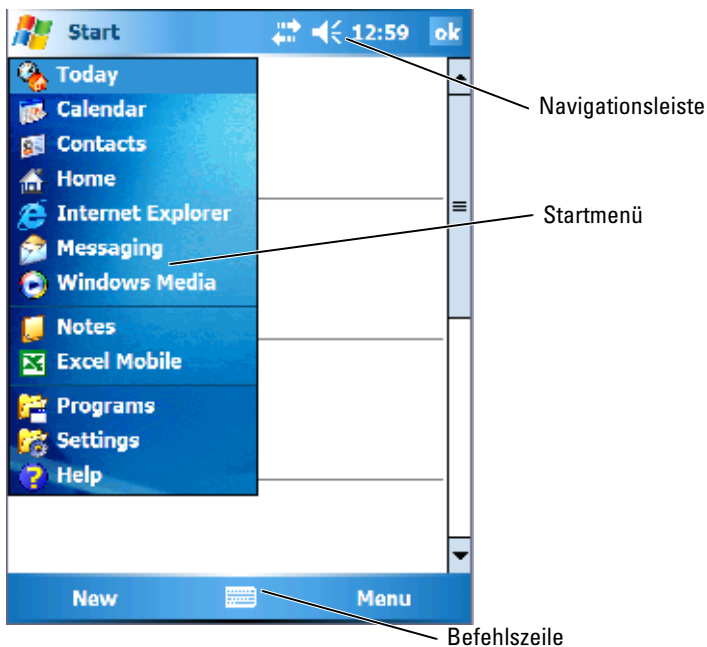 Start 12:59 ok
Today
Calendar
Contacts
Home
Internet Explorer
Messaging
Windows Media
Notes
Excel Mobile
Programs
Settings
Help
New Menu
Navigationsleiste
Startmenü
Befehlszeile